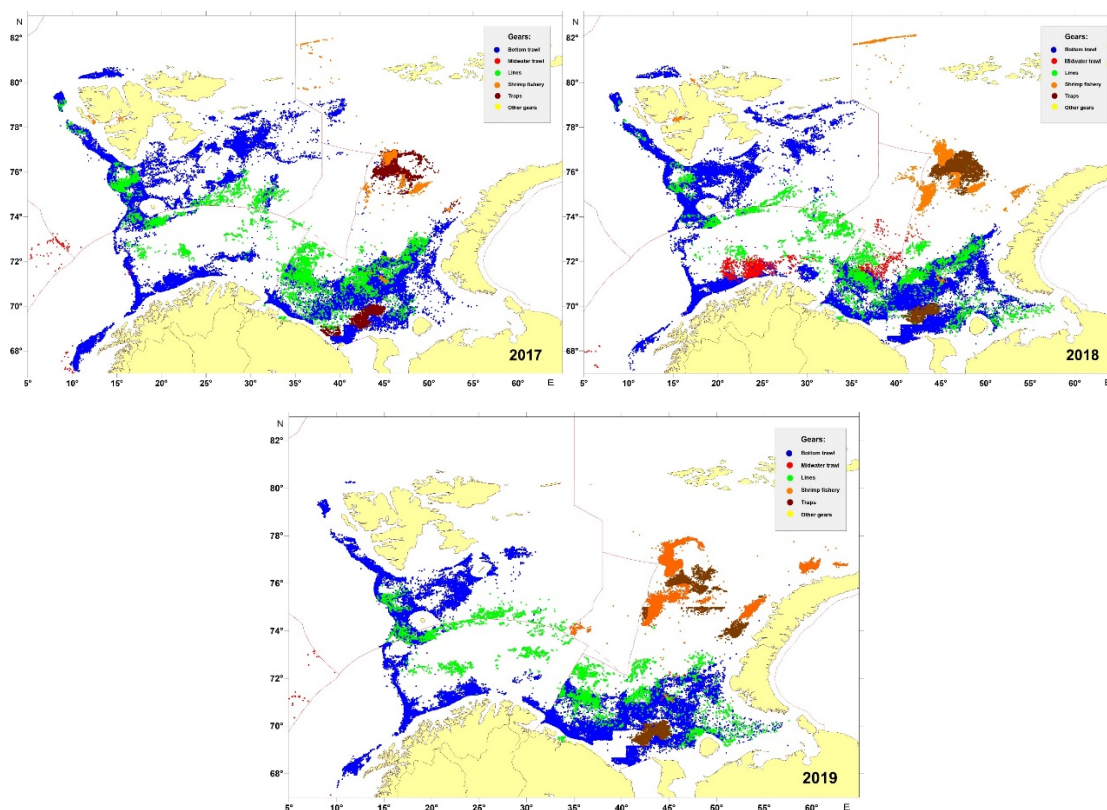 N
82°
80°
78°
76°
74°
72°
70°
68°
Gears:
Bottom trawl
Midwater trawl
Lines
Shrimp fishery
Traps
Other gears
2017
5° 10° 15° 20° 25° 30° 35° 40° 45° 50° 55° 60° E
N
82°
80°
78°
76°
74°
72°
70°
68°
Gears:
Bottom trawl
Midwater trawl
Lines
Shrimp fishery
Traps
Other gears
2018
5° 10° 15° 20° 25° 30° 35° 40° 45° 50° 55° 60° E
N
82°
80°
78°
76°
74°
72°
70°
68°
Gears:
Bottom trawl
Midwater trawl
Lines
Shrimp fishery
Traps
Other gears
2019
5° 10° 15° 20° 25° 30° 35° 40° 45° 50° 55° 60° E